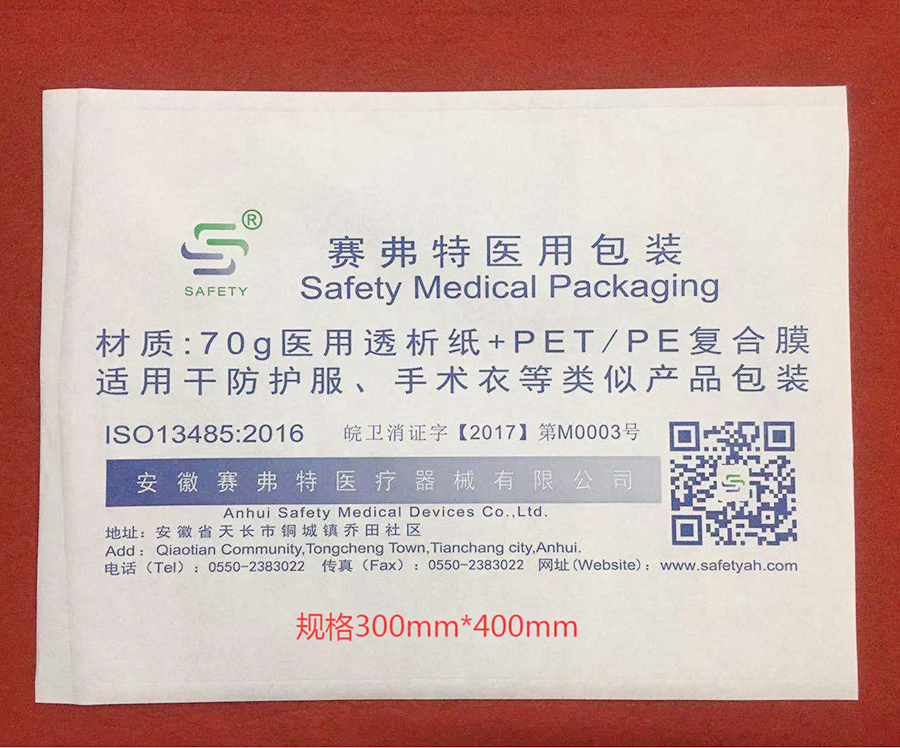 ®
SAFETY
赛弗特医用包装
Safety Medical Packaging
材质:70g医用透析纸+PET/PE复合膜
适用干防护服、手术衣等类似产品包装
ISO13485:2016 皖卫消证字【2017】第M0003号
安徽赛弗特医疗器械有限公司
Anhui Safety Medical Devices Co.,Ltd.
地址：安徽省天长市铜城镇乔田社区
Add：Qiaotian Community,Tongcheng Town,Tianchang city,Anhui.
电话（Tel）：0550-2383022 传真（Fax）：0550-2383022 网址(Website)：www.safetyah.com
规格300mm*400mm